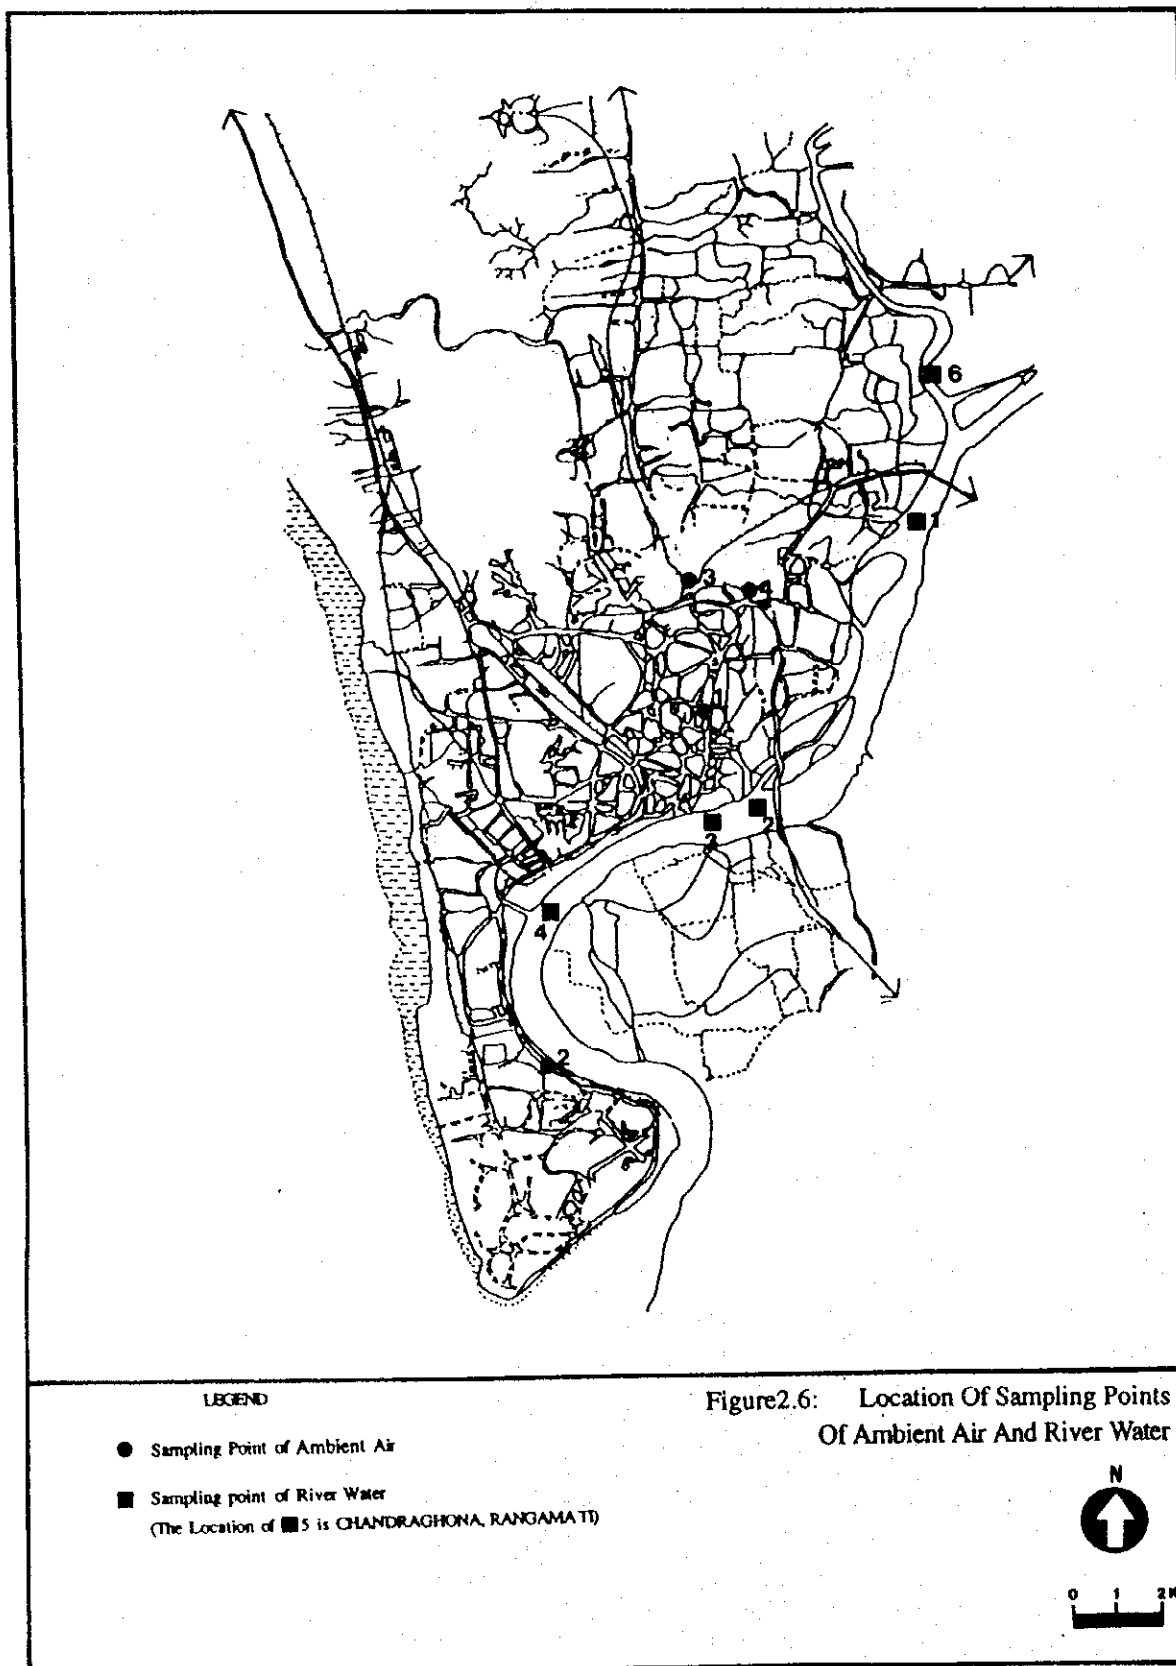 6
1
3
4
1
2
3
4
2
LEGEND
● Sampling Point of Ambient Air
■ Sampling point of River Water
(The Location of ■ 5 is CHANDRAGHONA, RANGAMATI)
Figure2.6: Location Of Sampling Points
Of Ambient Air And River Water
N
0 1 2